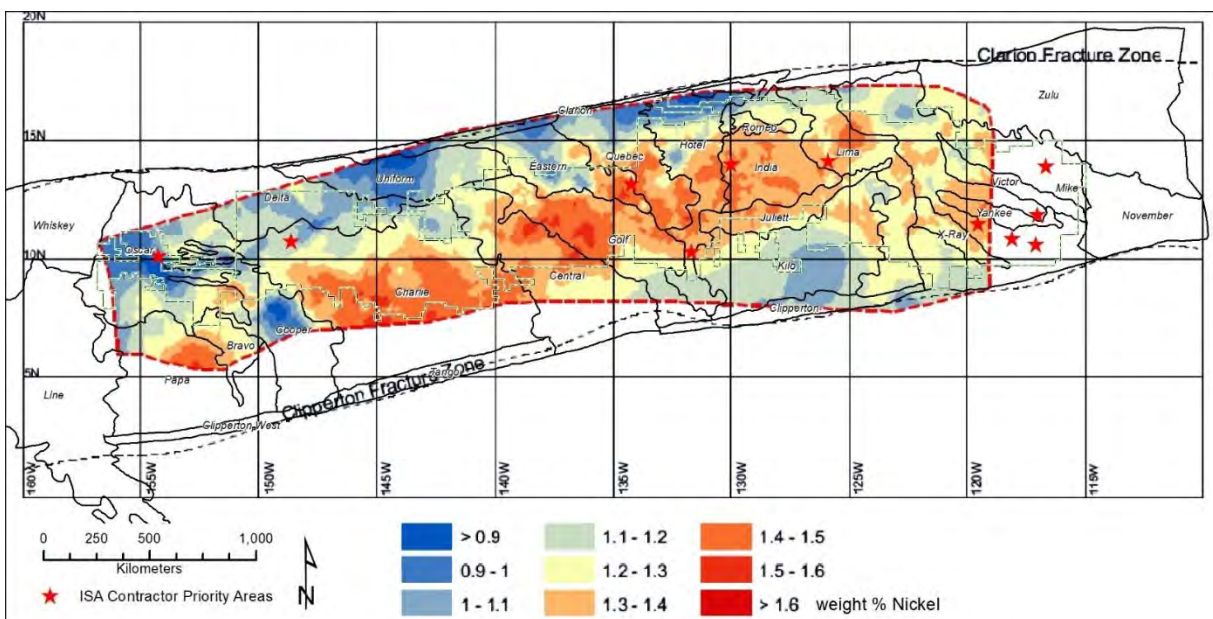 20N
Clarion Fracture Zone
Zulu
Clarion
15N
Romeo
Hotel
Quebec
Lima
Eastern
India
Uniform
Victor
Mike
Delta
Whiskey
Yankee
November
Juliett
Oscar
Golf
X-Ray
10N
Kilo
Central
Charlie
Clipperton
Cooper
Bravo
5N
Papa
Tango
Line
Clipperton Fracture Zone
Clipperton West
160W
155W
150W
145W
140W
135W
130W
125W
120W
115W
0 250 500 1,000
Kilometers
ISA Contractor Priority Areas
N
> 0.9
0.9 - 1
1 - 1.1
1.1 - 1.2
1.2 - 1.3
1.3 - 1.4
1.4 - 1.5
1.5 - 1.6
> 1.6 weight % Nickel